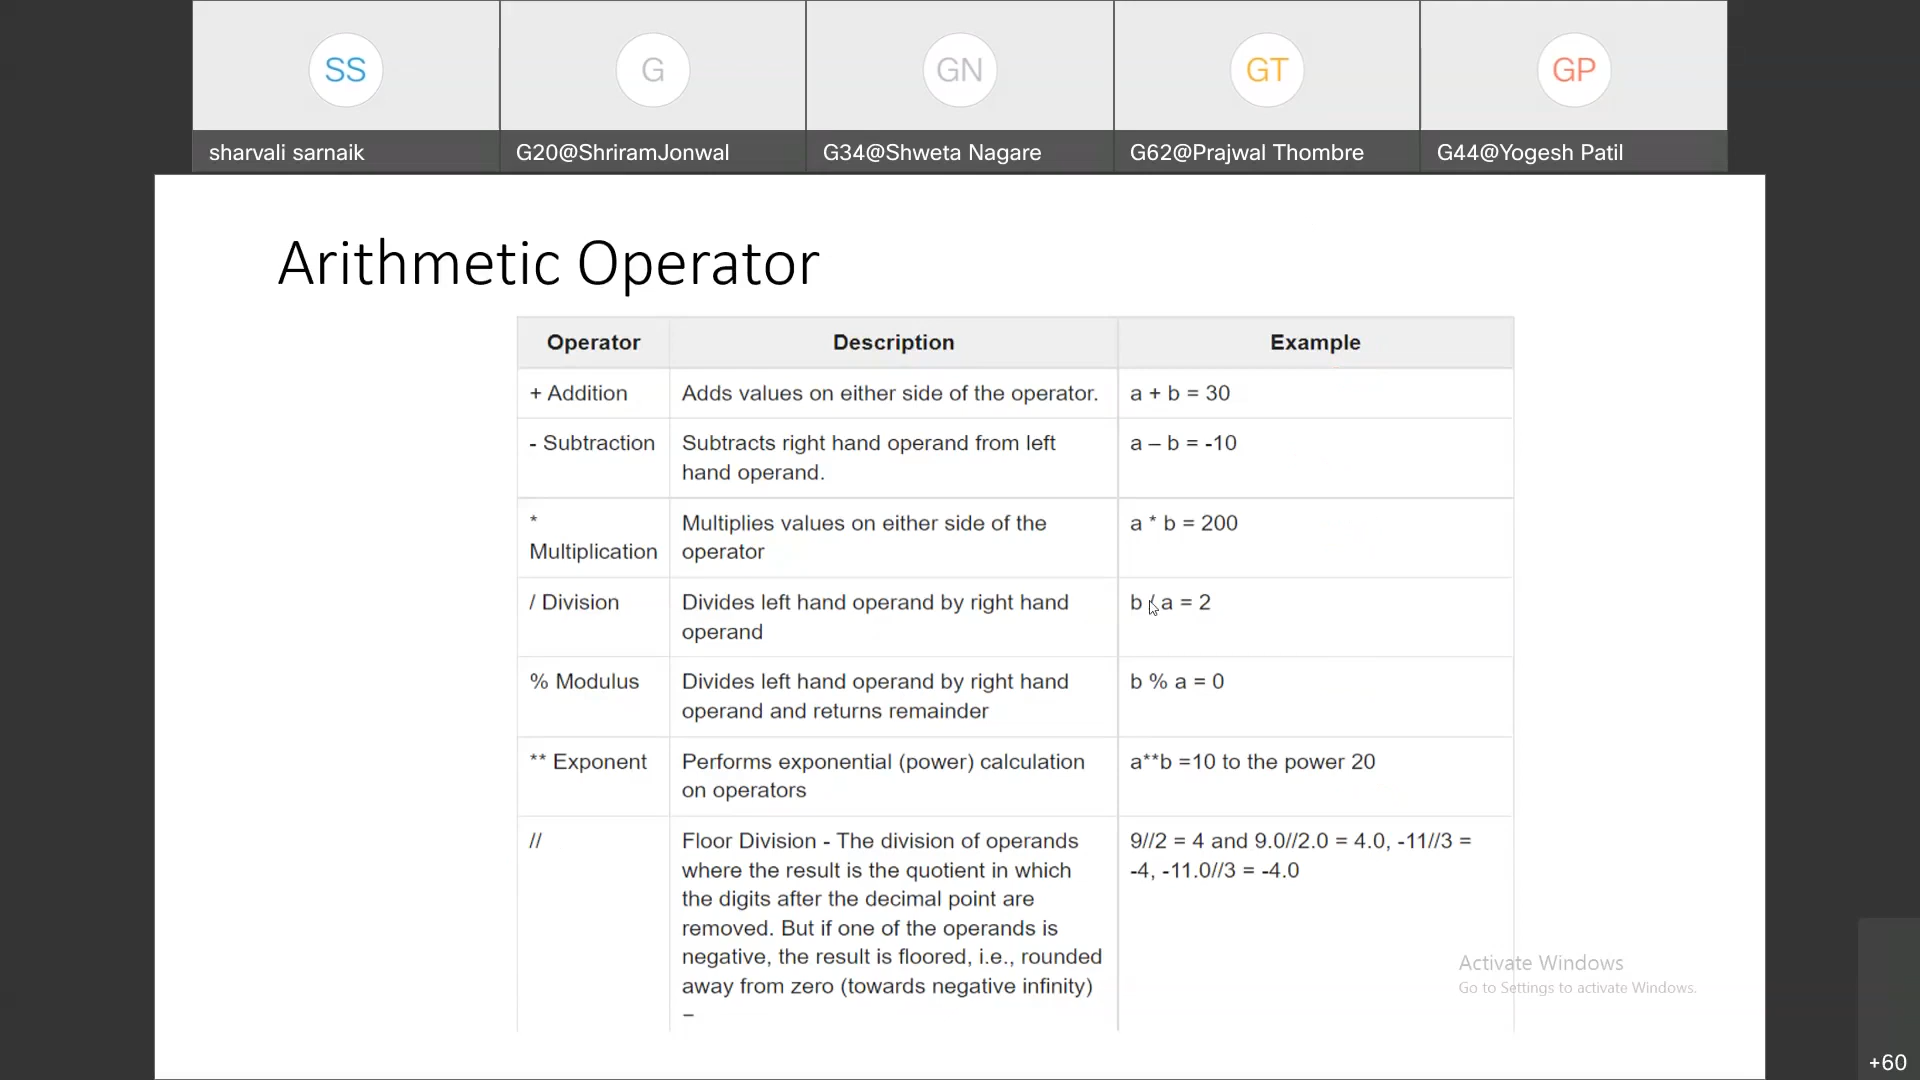 SS
G
GN
GT
GP
sharvali sarnaik
G20@ShriramJonwal
G34@Shweta Nagare
G62@Prajwal Thombre
G44@Yogesh Patil
Arithmetic Operator
Operator
Description
Example
+ Addition
Adds values on either side of the operator.
a + b = 30
- Subtraction
Subtracts right hand operand from left
hand operand.
a – b = -10
*
Multiplication
Multiplies values on either side of the
operator
a * b = 200
/ Division
Divides left hand operand by right hand
operand
b / a = 2
% Modulus
Divides left hand operand by right hand
operand and returns remainder
b % a = 0
** Exponent
Performs exponential (power) calculation
on operators
a**b =10 to the power 20
//
Floor Division - The division of operands
where the result is the quotient in which
the digits after the decimal point are
removed. But if one of the operands is
negative, the result is floored, i.e., rounded
away from zero (towards negative infinity)
–
9//2 = 4 and 9.0//2.0 = 4.0, -11//3 =
-4, -11.0//3 = -4.0
Activate Windows
Go to Settings to activate Windows.
+60